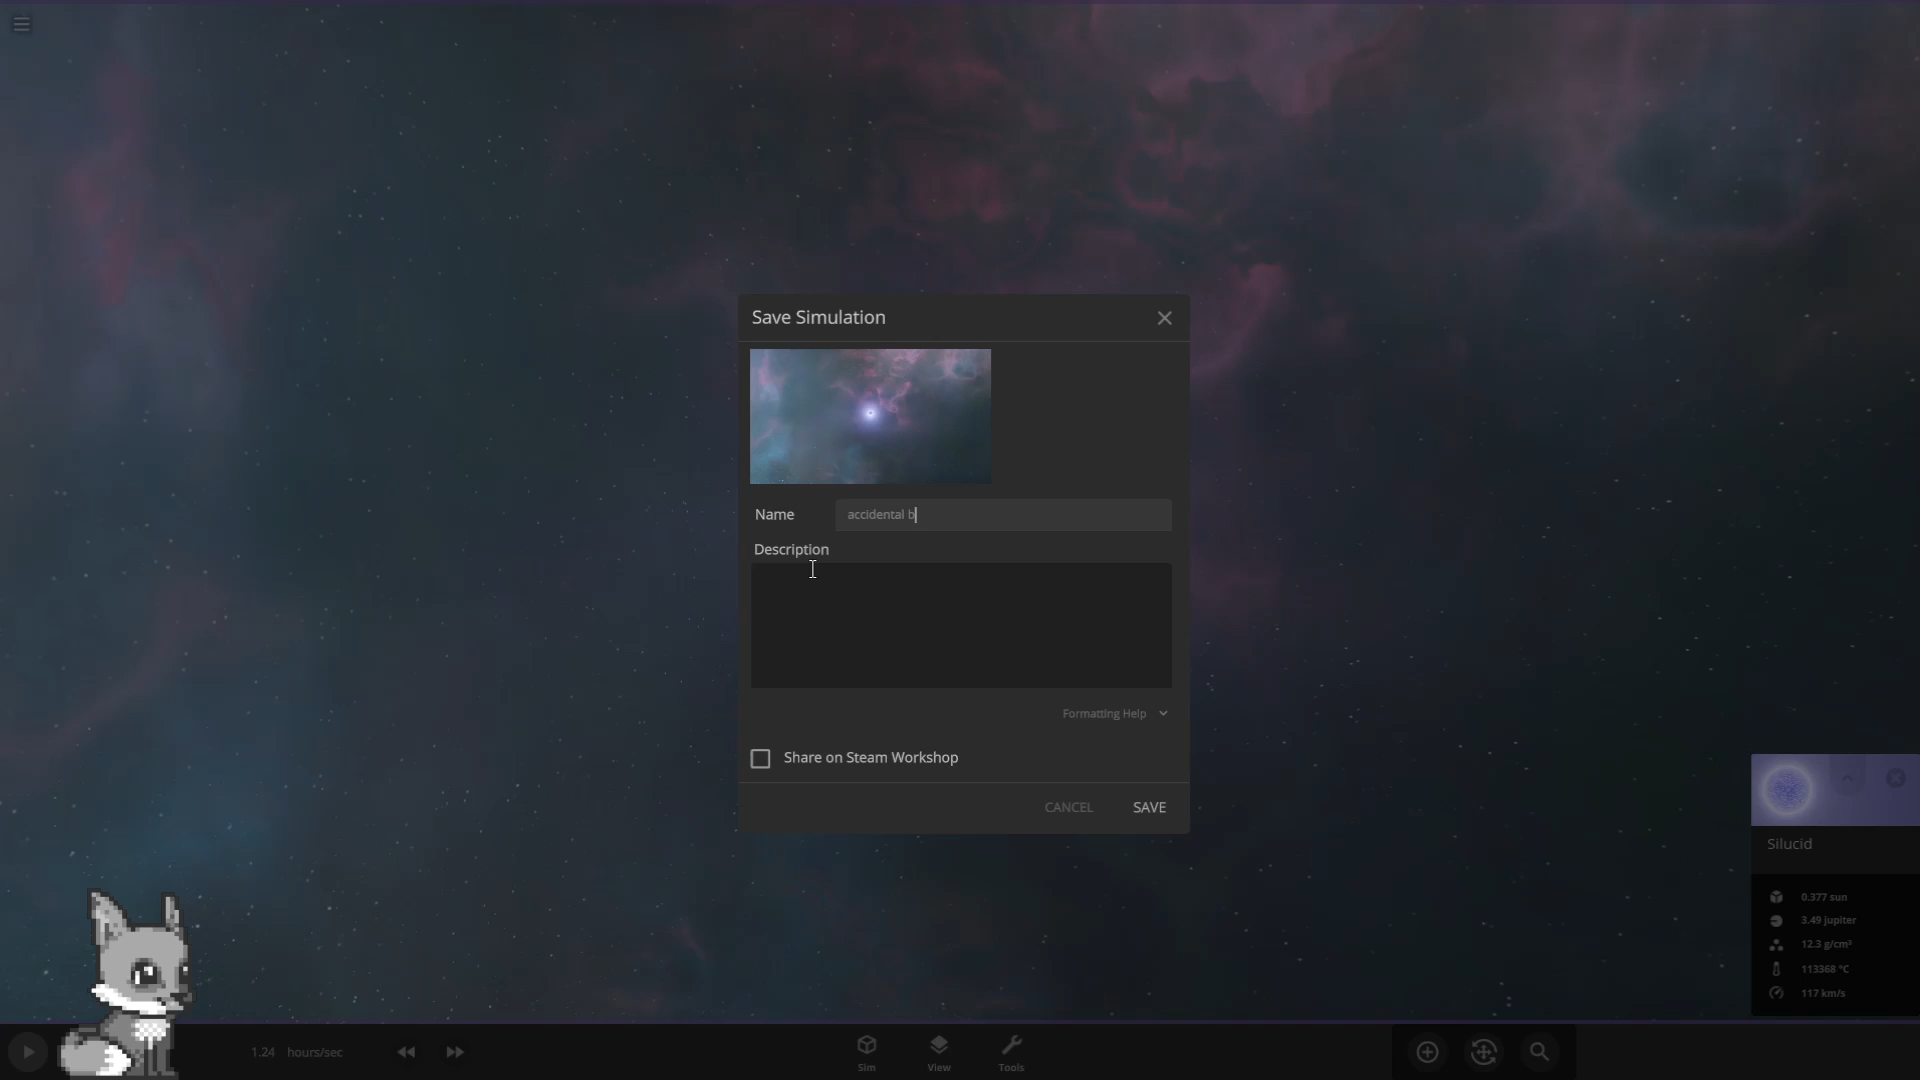 Save Simulation
Name
accidental b
Description
Formatting Help
Share on Steam Workshop
CANCEL
SAVE
Silucid
0.377 sun
3.49 jupiter
12.3 g/cm³
113368 °C
117 km/s
1.24 hours/sec
Sim
View
Tools